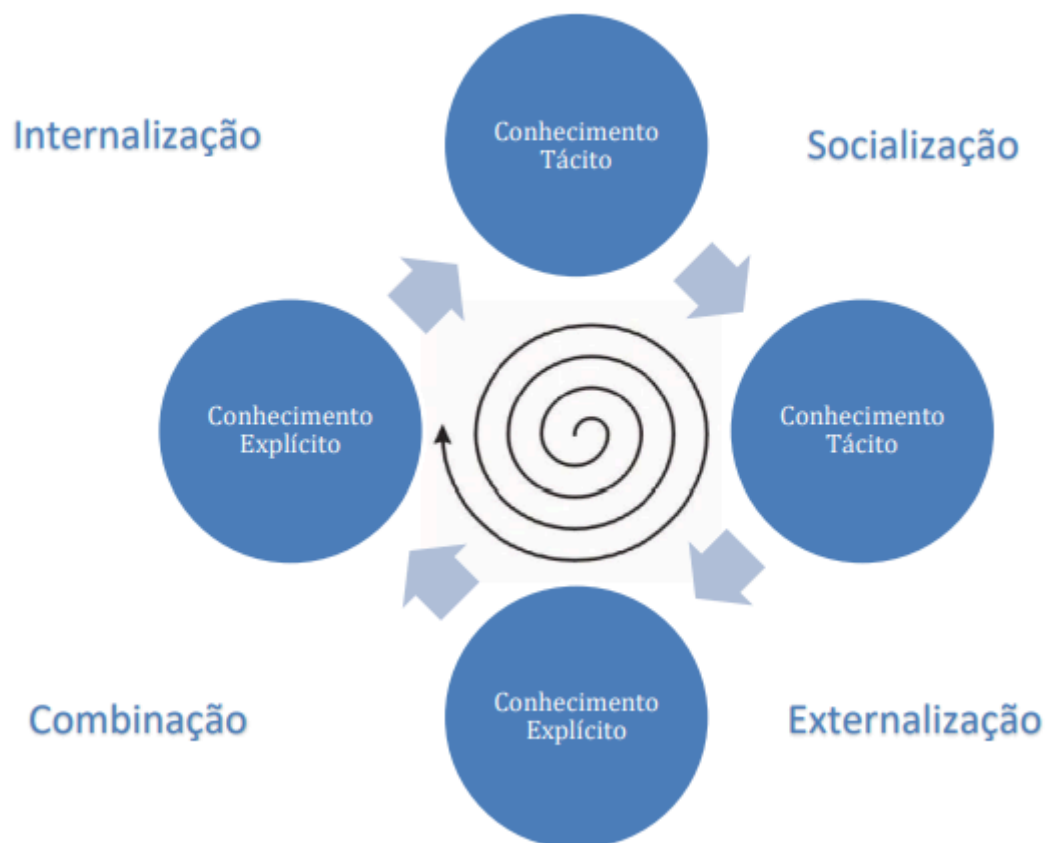 Conhecimento
Tácito
Internalização
Socialização
Conhecimento
Explícito
Conhecimento
Tácito
Conhecimento
Explícito
Combinação
Externalização